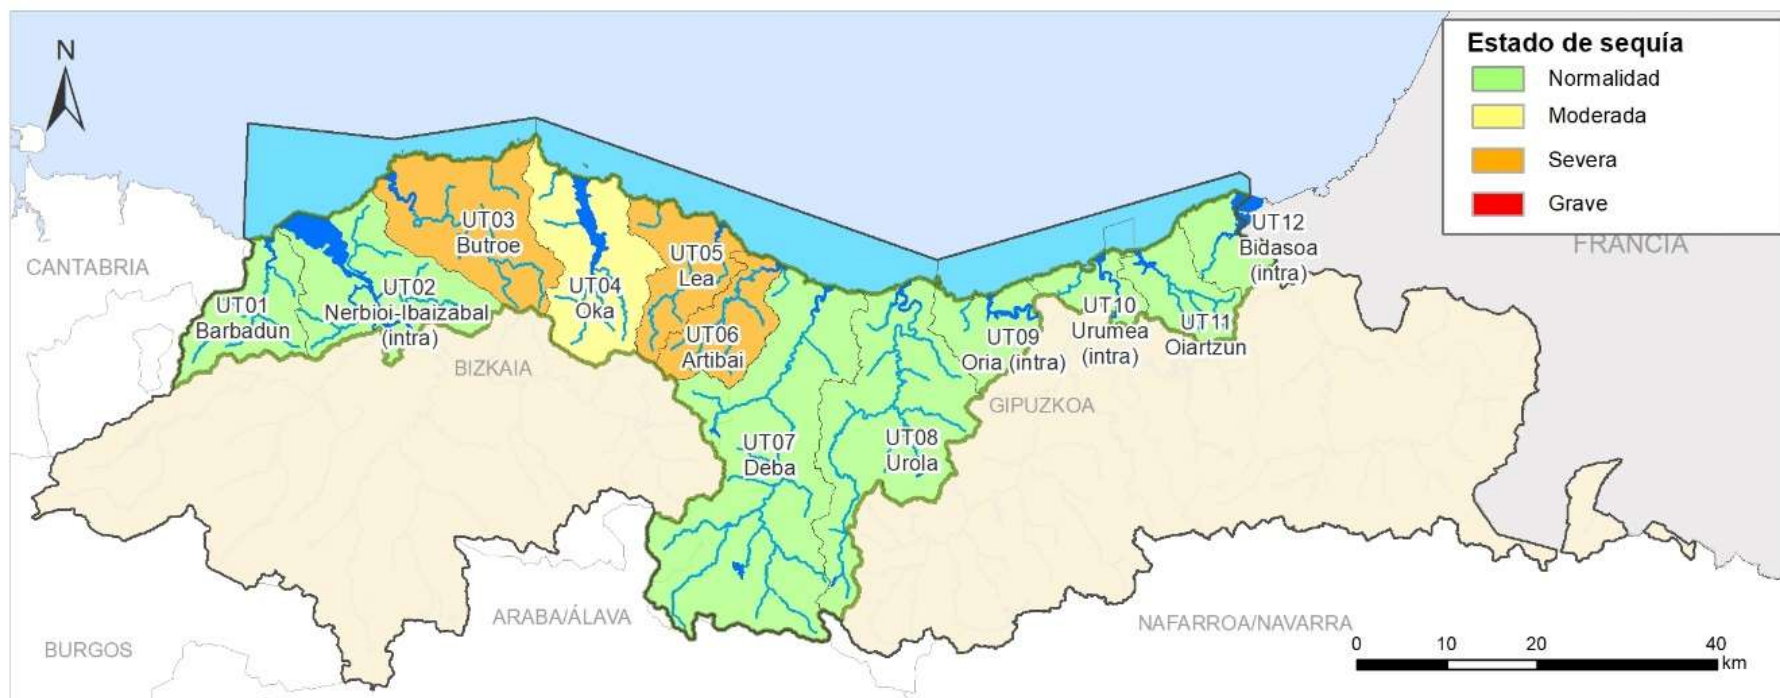 N
Estado de sequía
Normalidad
Moderada
Severa
Grave
UT01
Barbadun
UT02
Nerbioi-Ibaizabal
(intra)
UT03
Butroe
UT04
Oka
UT05
Lea
UT06
Artibai
UT07
Deba
UT08
Urola
UT09
Oria (intra)
UT10
Urumea
(intra)
UT11
Oiartzun
UT12
Bidasoa
(intra)
CANTABRIA
FRANCIA
BIZKAIA
GIPUZKOA
ARABA/ÁLAVA
NAFARROA/NAVARRA
BURGOS
0 10 20 40
km